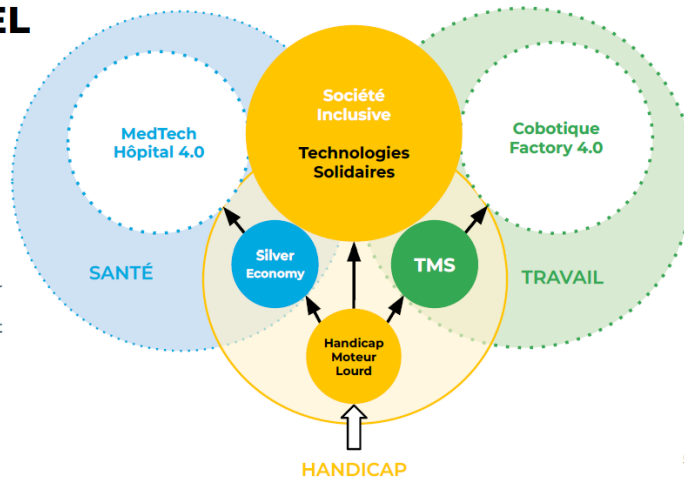 EL
Société
Inclusive
Technologies
Solidaires
MedTech
Hôpital 4.0
Cobotique
Factory 4.0
SANTÉ
Silver
Economy
TMS
TRAVAIL
Handicap
Moteur
Lourd
HANDICAP